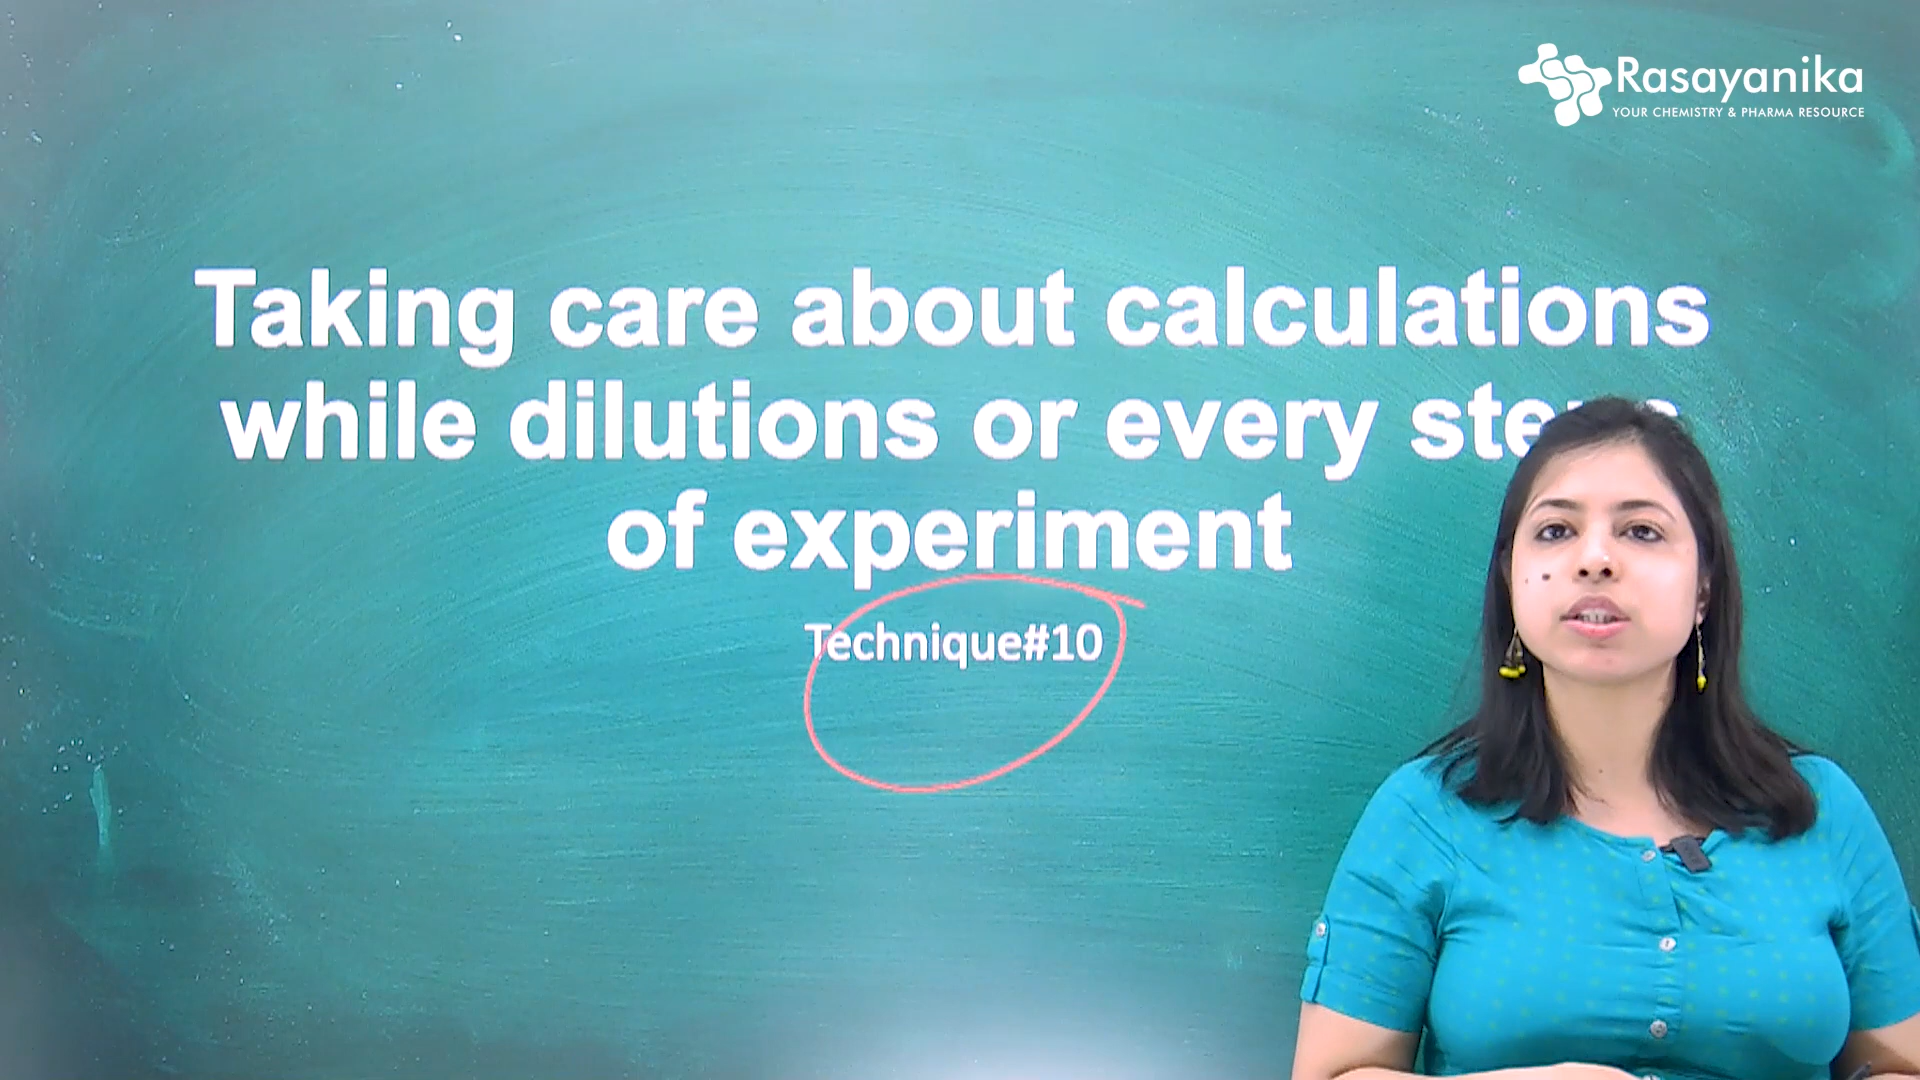 Rasayanika
YOUR CHEMISTRY & PHARMA RESOURCE
Taking care about calculations
while dilutions or every
of experiment
Technique#10